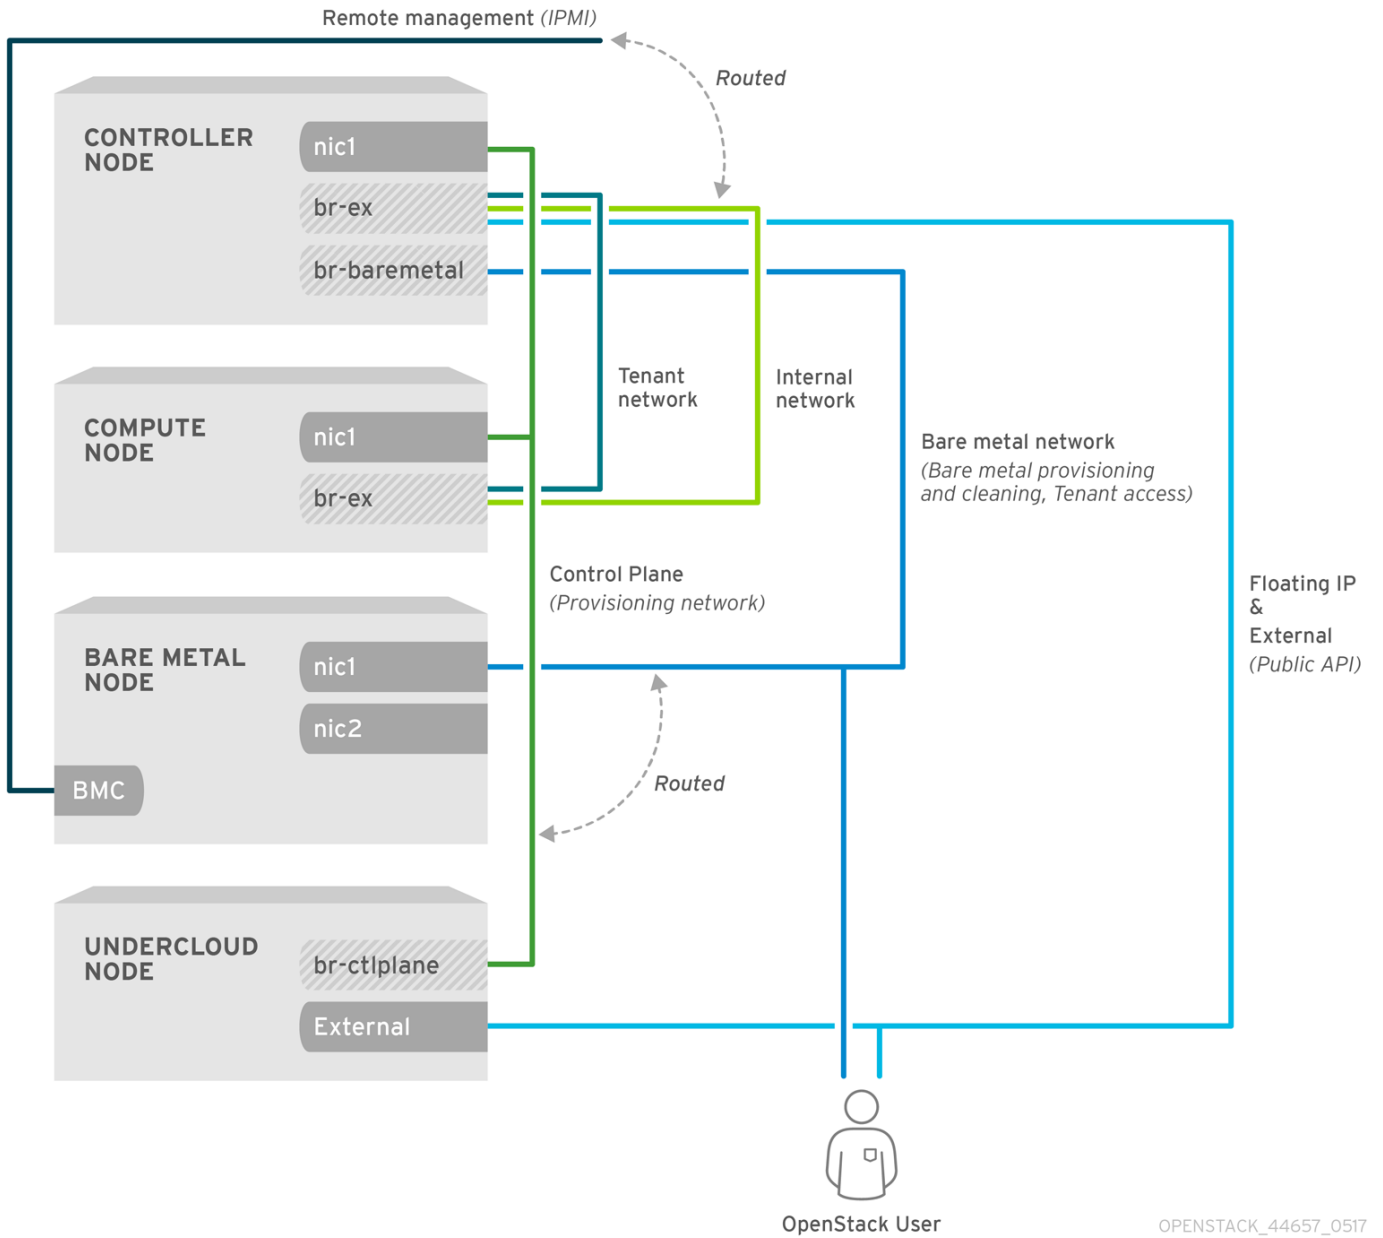 Remote management (IPMI)
Routed
CONTROLLER
NODE
nic1
br-ex
br-baremetal
Tenant
network
Internal
network
COMPUTE
NODE
nic1
br-ex
Bare metal network
(Bare metal provisioning
and cleaning, Tenant access)
Control Plane
(Provisioning network)
Floating IP
&
External
(Public API)
BARE METAL
NODE
nic1
nic2
BMC
Routed
UNDERCLOUD
NODE
br-ctlplane
External
OpenStack User
OPENSTACK_44657_0517